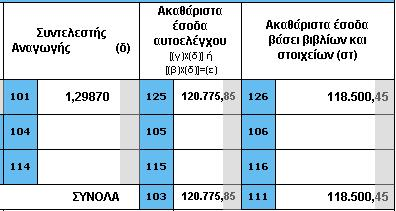 Συντελεστής
Αναγωγής (δ)
Ακαθάριστα
έσοδα
αυτοελέγχου
[(γ)Χ(δ)] ή
[(β)Χ(δ)]=(ε)
Ακαθάριστα έσοδα
βάσει βιβλίων και
στοιχείων (στ)
101 1,29870 125 120.775,85 126 118.500,45
104 105 106
114 115 116
ΣΥΝΟΛΑ 103 120.775,85 111 118.500,45